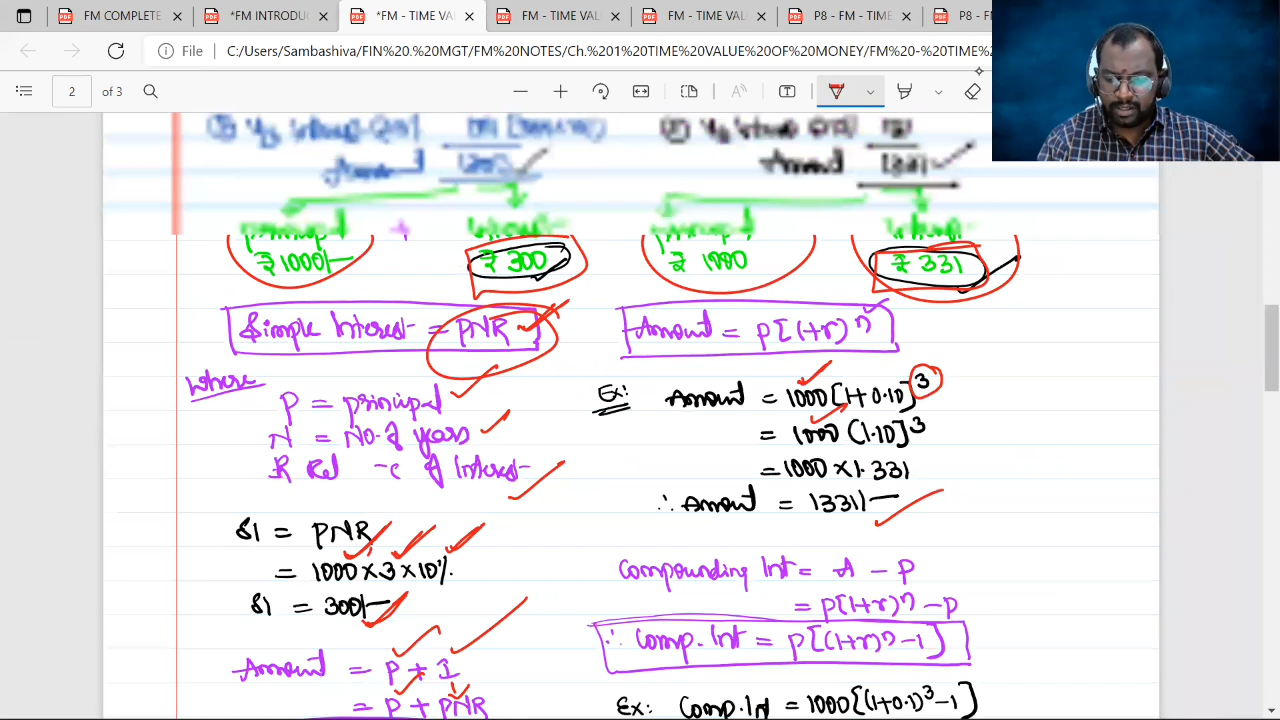 FM COMPLETE
*FM INTRODUC
*FM - TIME VAL
FM - TIME VAL
FM - TIME VAL
P8 - FM - TIME
P8 - F
File
C:/Users/Sambashiva/FIN%20.%20MGT/FM%20NOTES/Ch.%201%20TIME%20VALUE%20OF%20MONEY/FM%20-%20TIME%
2 of 3
principal
₹1000/-
₹ 300
₹ 1000
₹ 331
Simple Interest = PNR
Where
P = principal
N = No. of years
of Interest
SI = PNR
= 1000 × 3 × 10%
SI = 300/-
Amount = P + I
= P + PNR
Amount = P[(1+r)^n
Ex: Amount = 1000 [1+0.10]^3
= 1000 (1.10]^3
= 1000 × 1.331
∴ Amount = 1331/-
Compounding Int = A - P
= P(1+r)^n - P
∴ Comp. Int = P[(1+r)^n - 1]
Ex: Comp. Int = 1000[(1+0.1)^3 - 1]